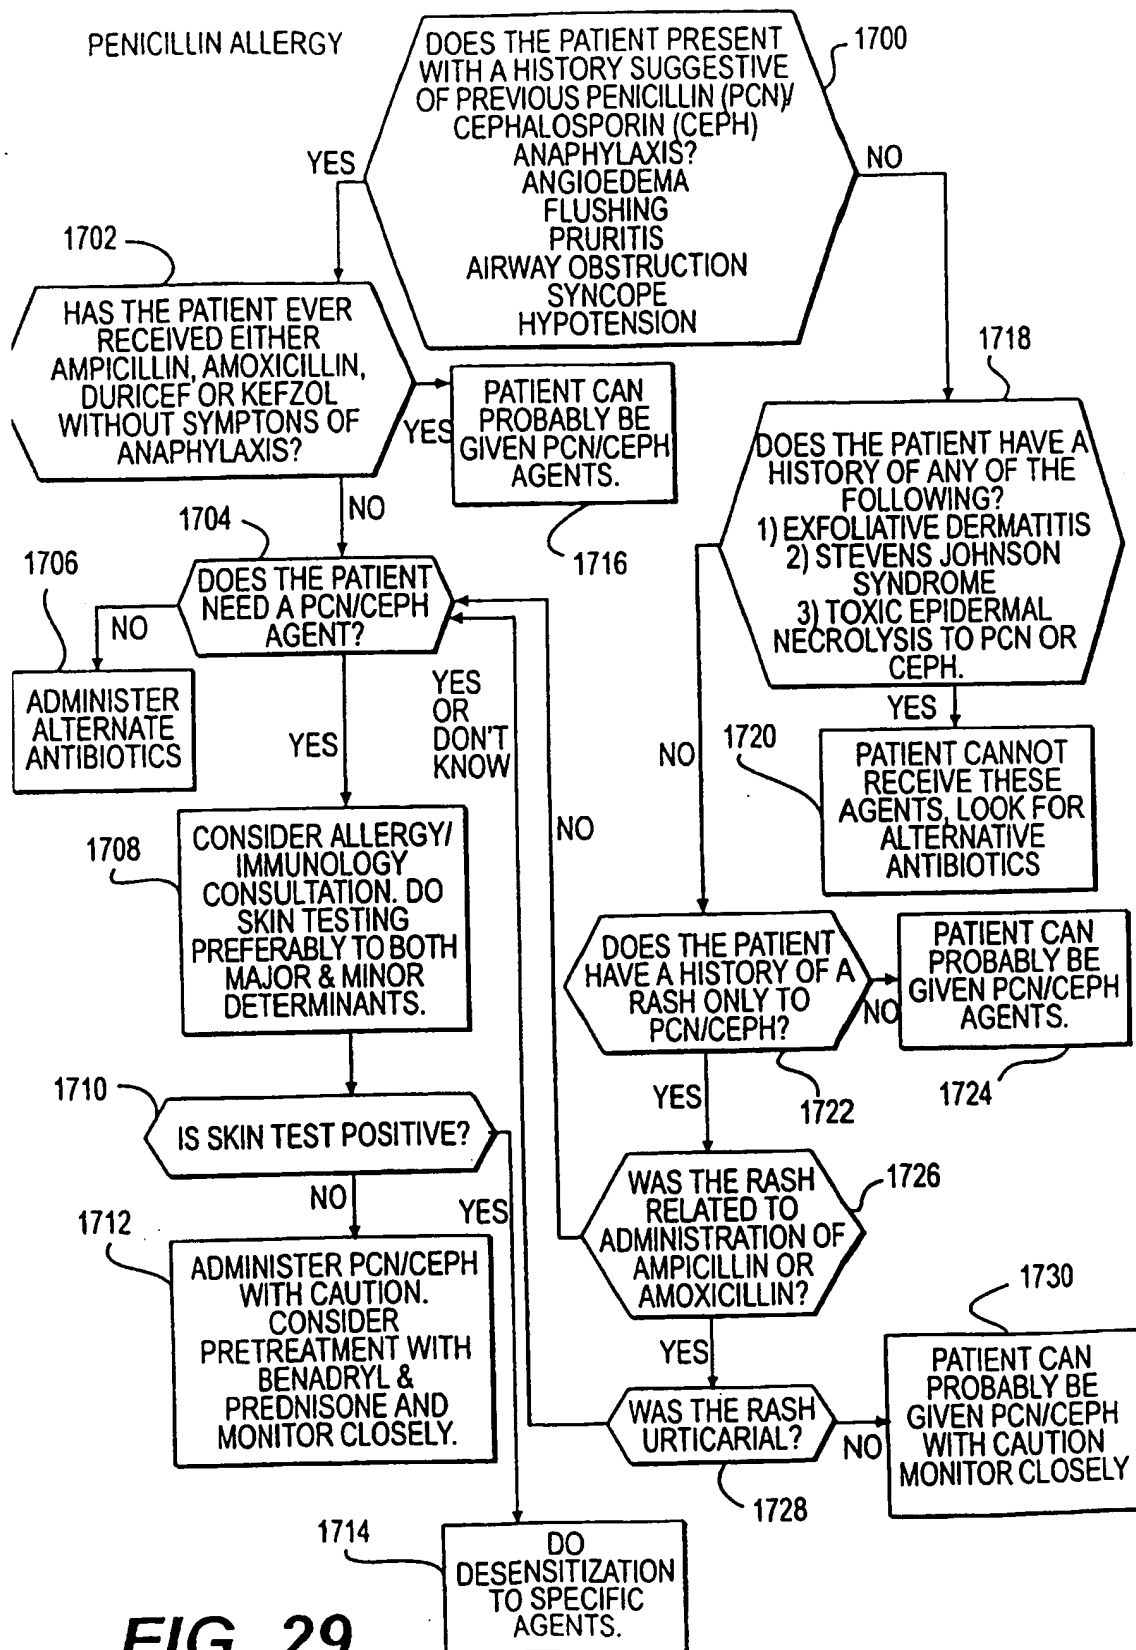 PENICILLIN ALLERGY
DOES THE PATIENT PRESENT
WITH A HISTORY SUGGESTIVE
OF PREVIOUS PENICILLIN (PCN)/
CEPHALOSPORIN (CEPH)
ANAPHYLAXIS?
ANGIOEDEMA
FLUSHING
PRURITIS
AIRWAY OBSTRUCTION
SYNCOPE
HYPOTENSION
1700
YES
NO
1702
HAS THE PATIENT EVER
RECEIVED EITHER
AMPICILLIN, AMOXICILLIN,
DURICEF OR KEFZOL
WITHOUT SYMPTONS OF
ANAPHYLAXIS?
YES
PATIENT CAN
PROBABLY BE
GIVEN PCN/CEPH
AGENTS.
1716
NO
1718
DOES THE PATIENT HAVE A
HISTORY OF ANY OF THE
FOLLOWING?
1) EXFOLIATIVE DERMATITIS
2) STEVENS JOHNSON
SYNDROME
3) TOXIC EPIDERMAL
NECROLYSIS TO PCN OR
CEPH.
1704
DOES THE PATIENT
NEED A PCN/CEPH
AGENT?
1706
NO
ADMINISTER
ALTERNATE
ANTIBIOTICS
YES
YES
OR
DON'T
KNOW
NO
NO
YES
1720
PATIENT CANNOT
RECEIVE THESE
AGENTS, LOOK FOR
ALTERNATIVE
ANTIBIOTICS
1708
CONSIDER ALLERGY/
IMMUNOLOGY
CONSULTATION. DO
SKIN TESTING
PREFERABLY TO BOTH
MAJOR & MINOR
DETERMINANTS.
DOES THE PATIENT
HAVE A HISTORY OF A
RASH ONLY TO
PCN/CEPH?
1722
NO
PATIENT CAN
PROBABLY BE
GIVEN PCN/CEPH
AGENTS.
1724
1710
IS SKIN TEST POSITIVE?
NO
YES
YES
1712
ADMINISTER PCN/CEPH
WITH CAUTION.
CONSIDER
PRETREATMENT WITH
BENADRYL &
PREDNISONE AND
MONITOR CLOSELY.
WAS THE RASH
RELATED TO
ADMINISTRATION OF
AMPICILLIN OR
AMOXICILLIN?
1726
YES
WAS THE RASH
URTICARIAL?
1728
NO
1730
PATIENT CAN
PROBABLY BE
GIVEN PCN/CEPH
WITH CAUTION
MONITOR CLOSELY
1714
DO
DESENSITIZATION
TO SPECIFIC
AGENTS.
FIG. 29